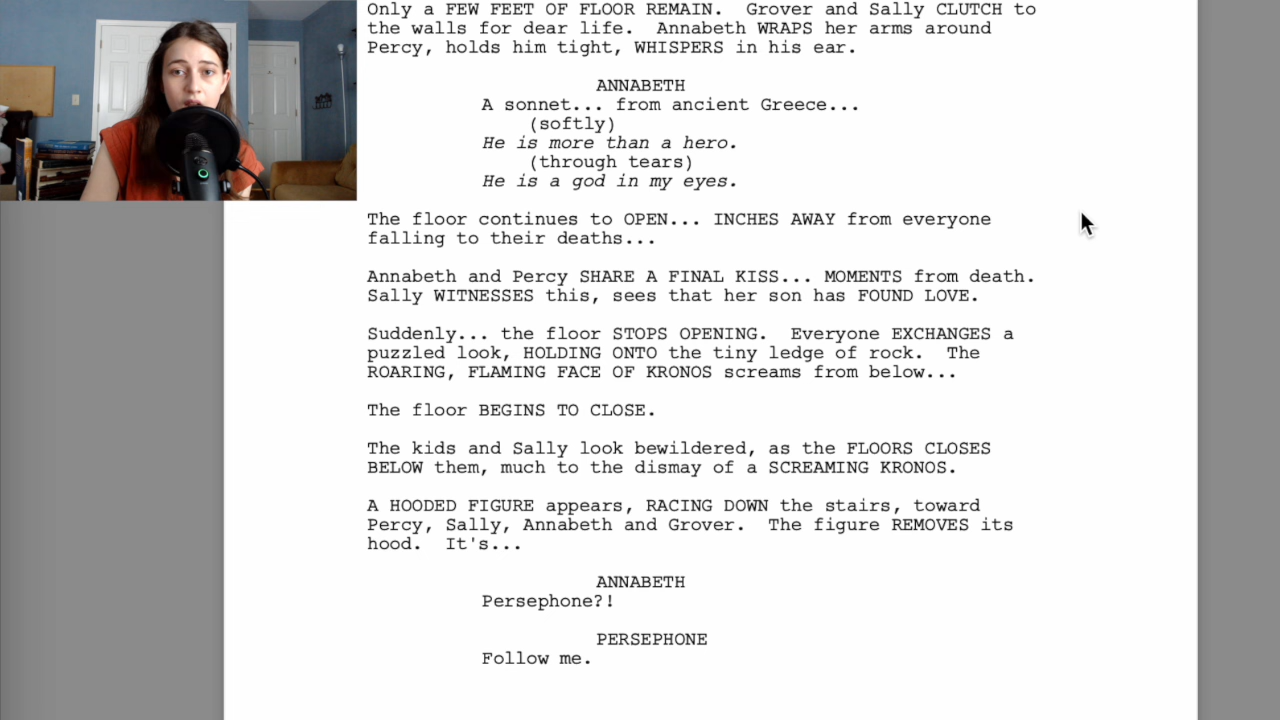 Only a FEW FEET OF FLOOR REMAIN.  Grover and Sally CLUTCH to
the walls for dear life.  Annabeth WRAPS her arms around
Percy, holds him tight, WHISPERS in his ear.
ANNABETH
A sonnet... from ancient Greece...
(softly)
He is more than a hero.
(through tears)
He is a god in my eyes.
The floor continues to OPEN... INCHES AWAY from everyone
falling to their deaths...
Annabeth and Percy SHARE A FINAL KISS... MOMENTS from death.
Sally WITNESSES this, sees that her son has FOUND LOVE.
Suddenly... the floor STOPS OPENING.  Everyone EXCHANGES a
puzzled look, HOLDING ONTO the tiny ledge of rock.  The
ROARING, FLAMING FACE OF KRONOS screams from below...
The floor BEGINS TO CLOSE.
The kids and Sally look bewildered, as the FLOORS CLOSES
BELOW them, much to the dismay of a SCREAMING KRONOS.
A HOODED FIGURE appears, RACING DOWN the stairs, toward
Percy, Sally, Annabeth and Grover.  The figure REMOVES its
hood.  It's...
ANNABETH
Persephone?!
PERSEPHONE
Follow me.